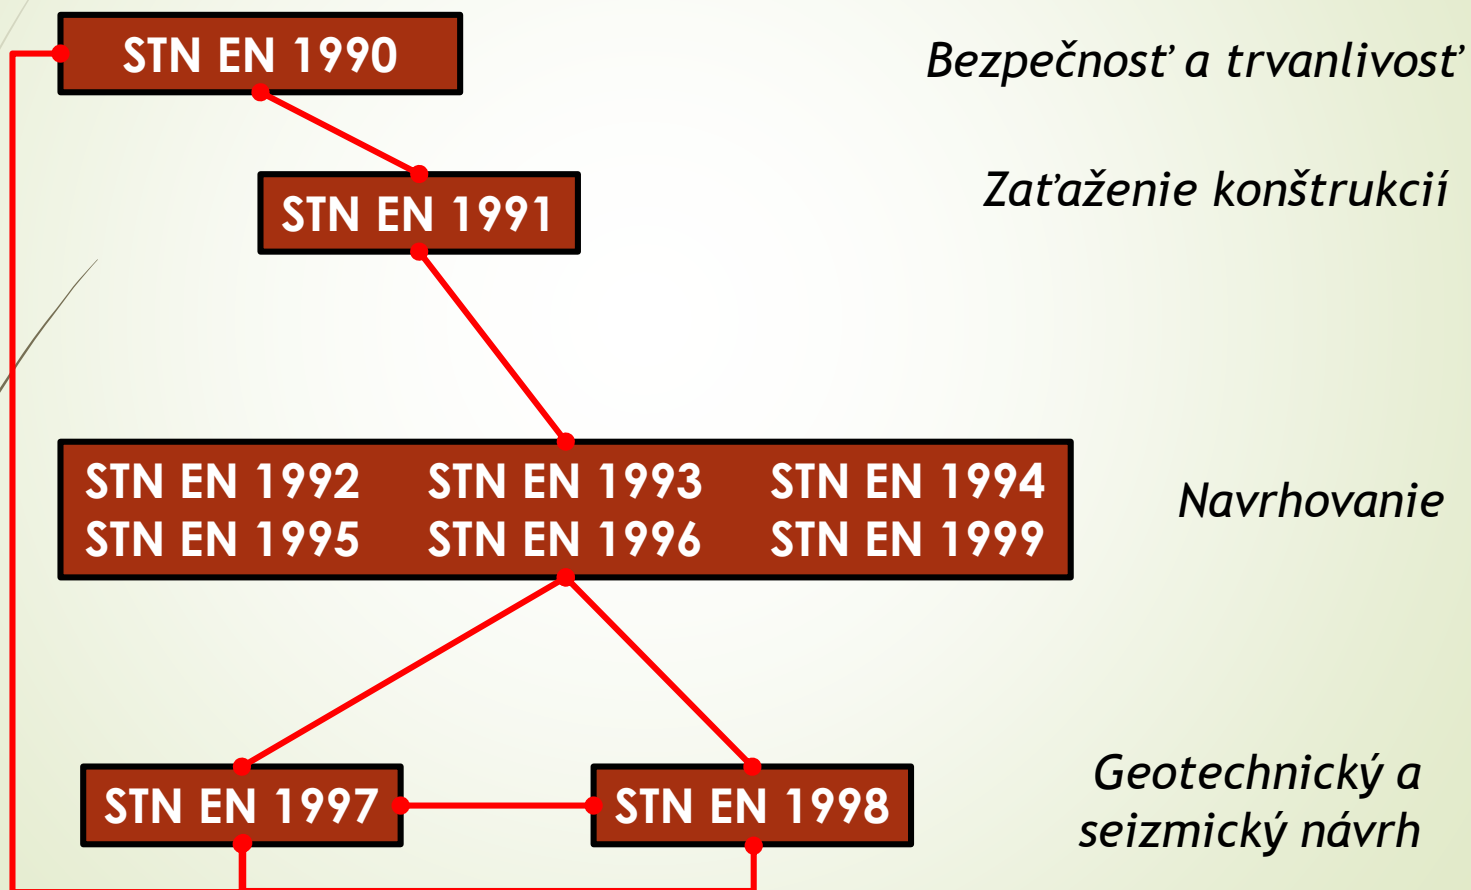 STN EN 1990
Bezpečnosť a trvanlivosť
Zaťaženie konštrukcií
STN EN 1991
STN EN 1992 STN EN 1993 STN EN 1994
STN EN 1995 STN EN 1996 STN EN 1999
Navrhovanie
STN EN 1997 STN EN 1998
Geotechnický a
seizmický návrh